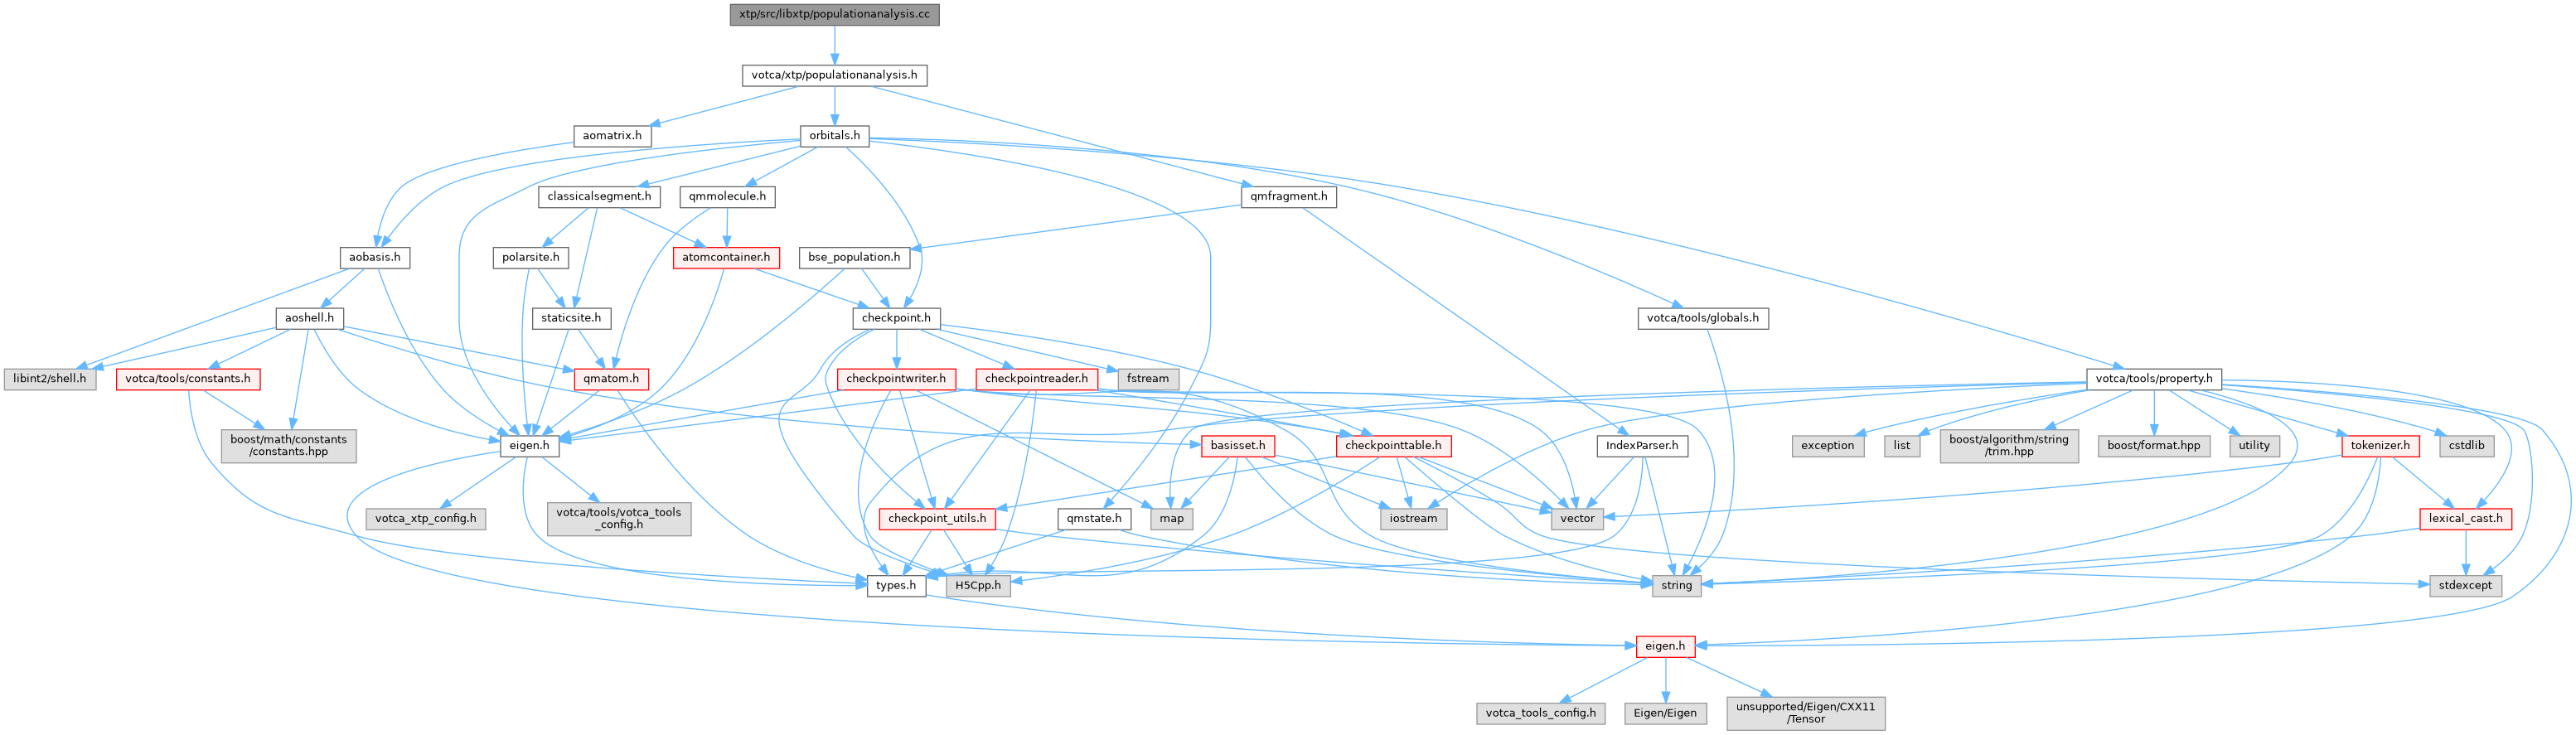 xtp/src/libxtp/populationanalysis.cc
votca/xtp/populationanalysis.h
aomatrix.h
orbitals.h
classicalsegment.h
qmmolecule.h
qmfragment.h
aobasis.h
polarsite.h
atomcontainer.h
bse_population.h
aoshell.h
staticsite.h
checkpoint.h
votca/tools/globals.h
libint2/shell.h
votca/tools/constants.h
qmatom.h
checkpointwriter.h
checkpointreader.h
fstream
votca/tools/property.h
boost/math/constants
/constants.hpp
eigen.h
basisset.h
checkpointtable.h
IndexParser.h
exception
list
boost/algorithm/string
/trim.hpp
boost/format.hpp
utility
tokenizer.h
cstdlib
votca_xtp_config.h
votca/tools/votca_tools
_config.h
checkpoint_utils.h
qmstate.h
map
iostream
vector
lexical_cast.h
types.h
H5Cpp.h
string
stdexcept
eigen.h
votca_tools_config.h
Eigen/Eigen
unsupported/Eigen/CXX11
/Tensor